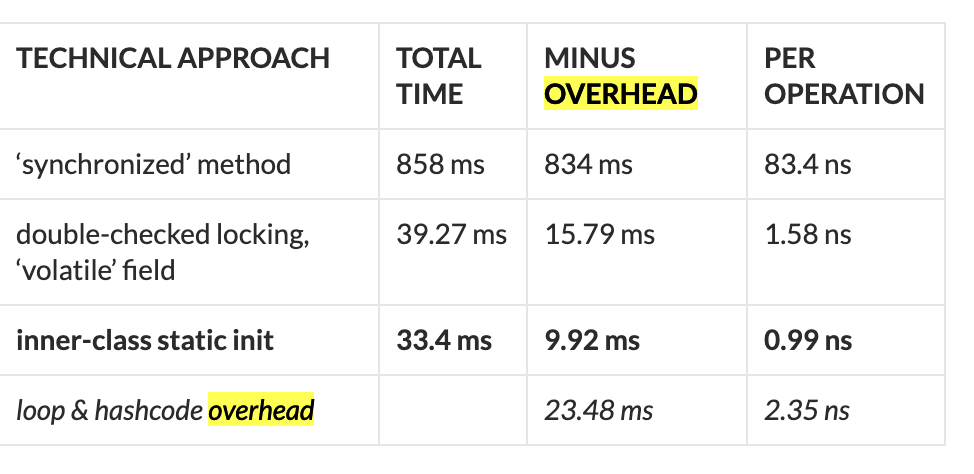 TECHNICAL APPROACH TOTAL TIME MINUS OVERHEAD PER OPERATION
‘synchronized’ method 858 ms 834 ms 83.4 ns
double-checked locking, ‘volatile’ field 39.27 ms 15.79 ms 1.58 ns
inner-class static init 33.4 ms 9.92 ms 0.99 ns
loop & hashcode overhead 23.48 ms 2.35 ns